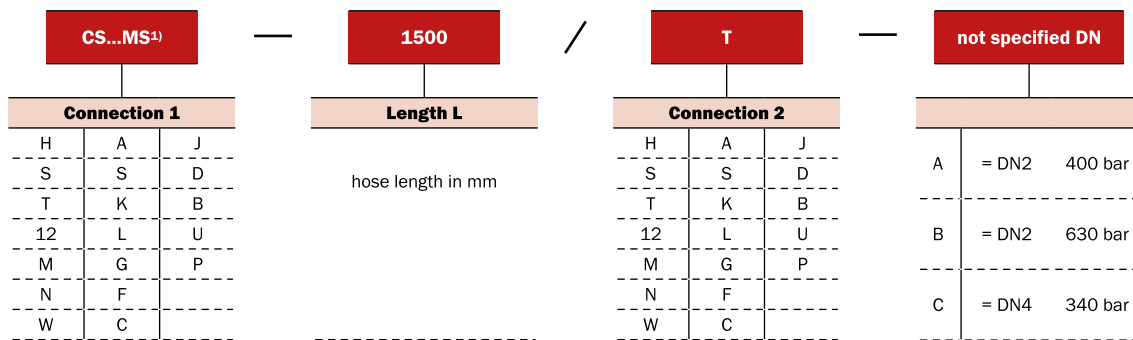 CS...MS1) — 1500 / T — not specified DN
Connection 1 Length L Connection 2
H A J H A J
S S D hose length in mm S S D A = DN2 400 bar
T K B T K B
12 L U 12 L U B = DN2 630 bar
M G P M G P
N F N F C = DN4 340 bar
W C W C